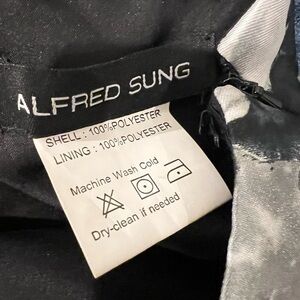 ALFRED SUNG
SHELL : 100%POLYESTER
LINING : 100%POLYESTER
Machine Wash Cold
Dry-clean if needed